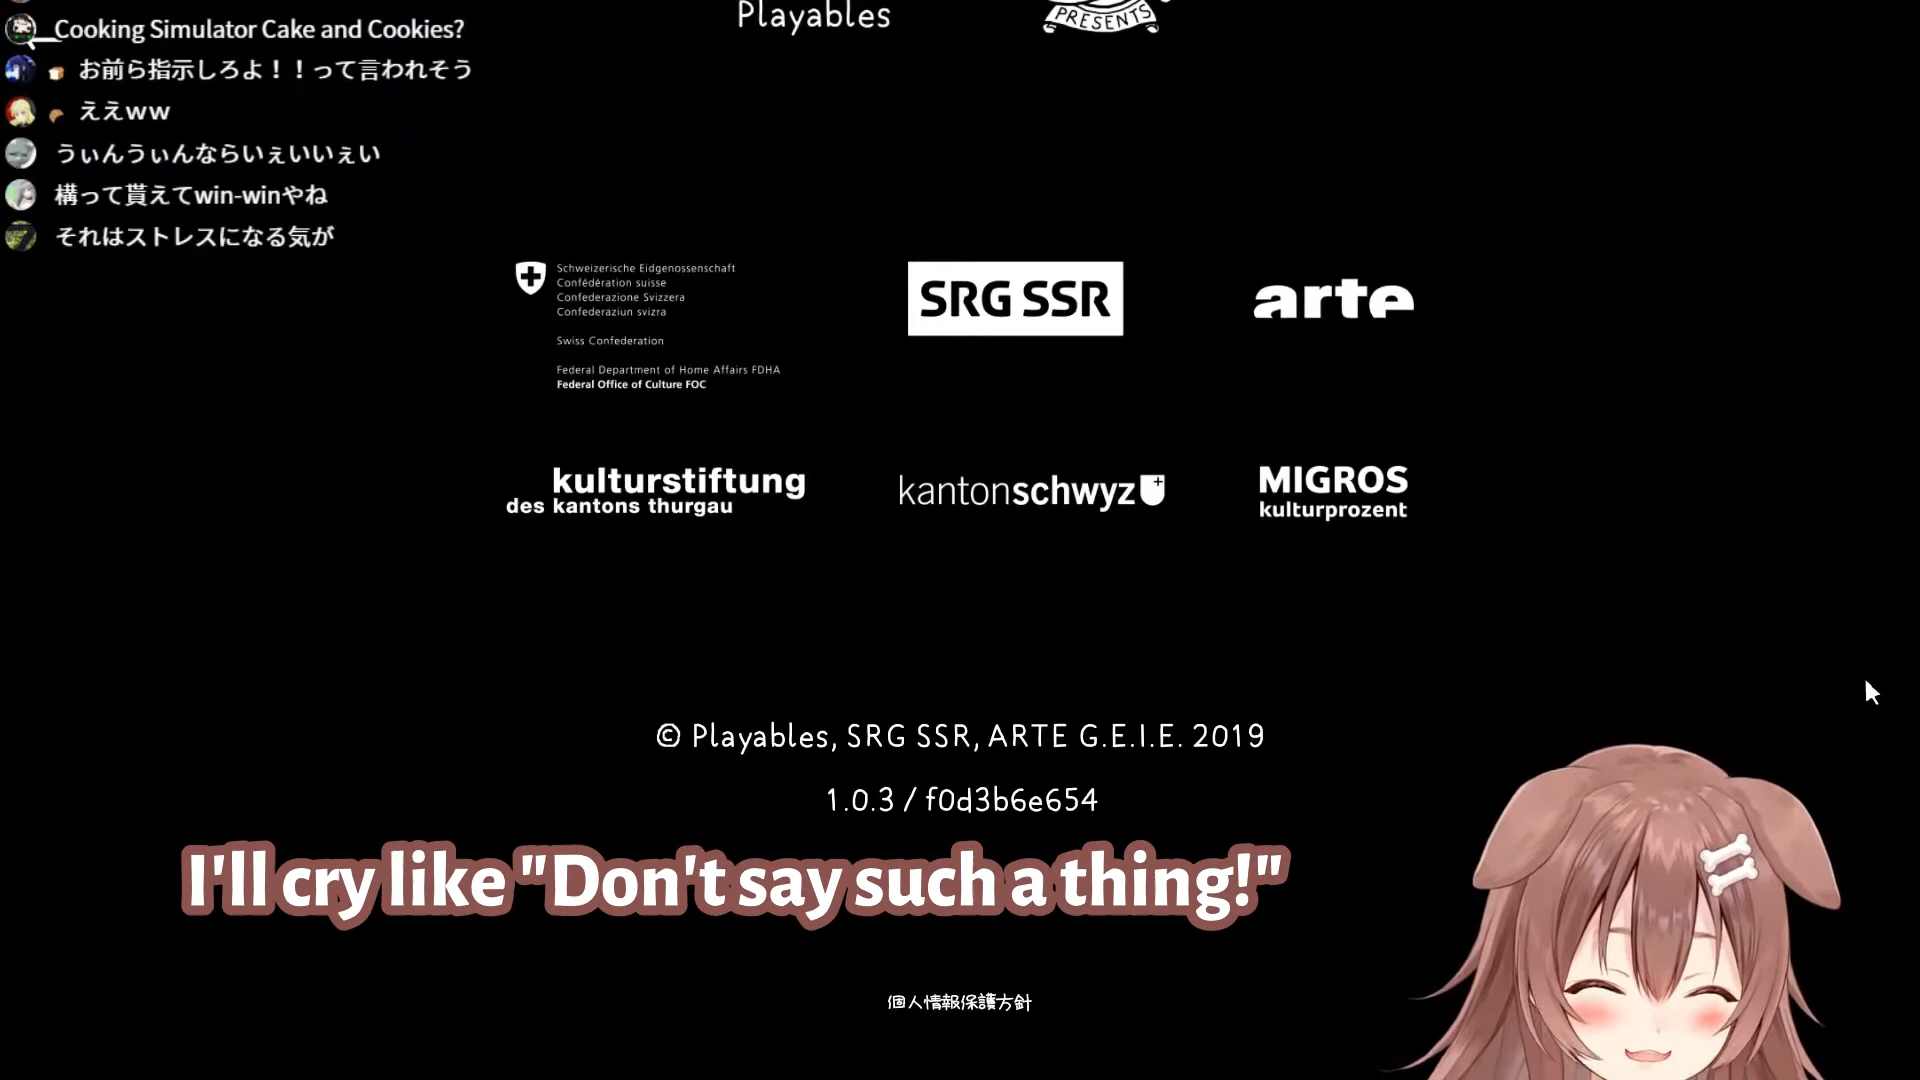 Cooking Simulator Cake and Cookies?
お前ら指示しろよ！！って言われそう
ええww
うぃんうぃんならいぇいいぇい
構って貰えてwin-winやね
それはストレスになる気が
Playables
PRESENTS
Schweizerische Eidgenossenschaft
Confédération suisse
Confederazione Svizzera
Confederaziun svizra
Swiss Confederation
Federal Department of Home Affairs FDHA
Federal Office of Culture FOC
SRG SSR
arte
kulturstiftung
des kantons thurgau
kantonschwyz
MIGROS
kulturprozent
© Playables, SRG SSR, ARTE G.E.I.E. 2019
1.0.3 / f0d3b6e654
I'll cry like "Don't say such a thing!"
個人情報保護方針